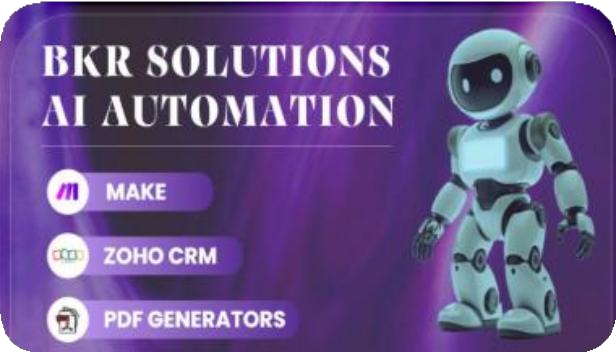 BKR SOLUTIONS
AI AUTOMATION
MAKE
ZOHO CRM
PDF GENERATORS